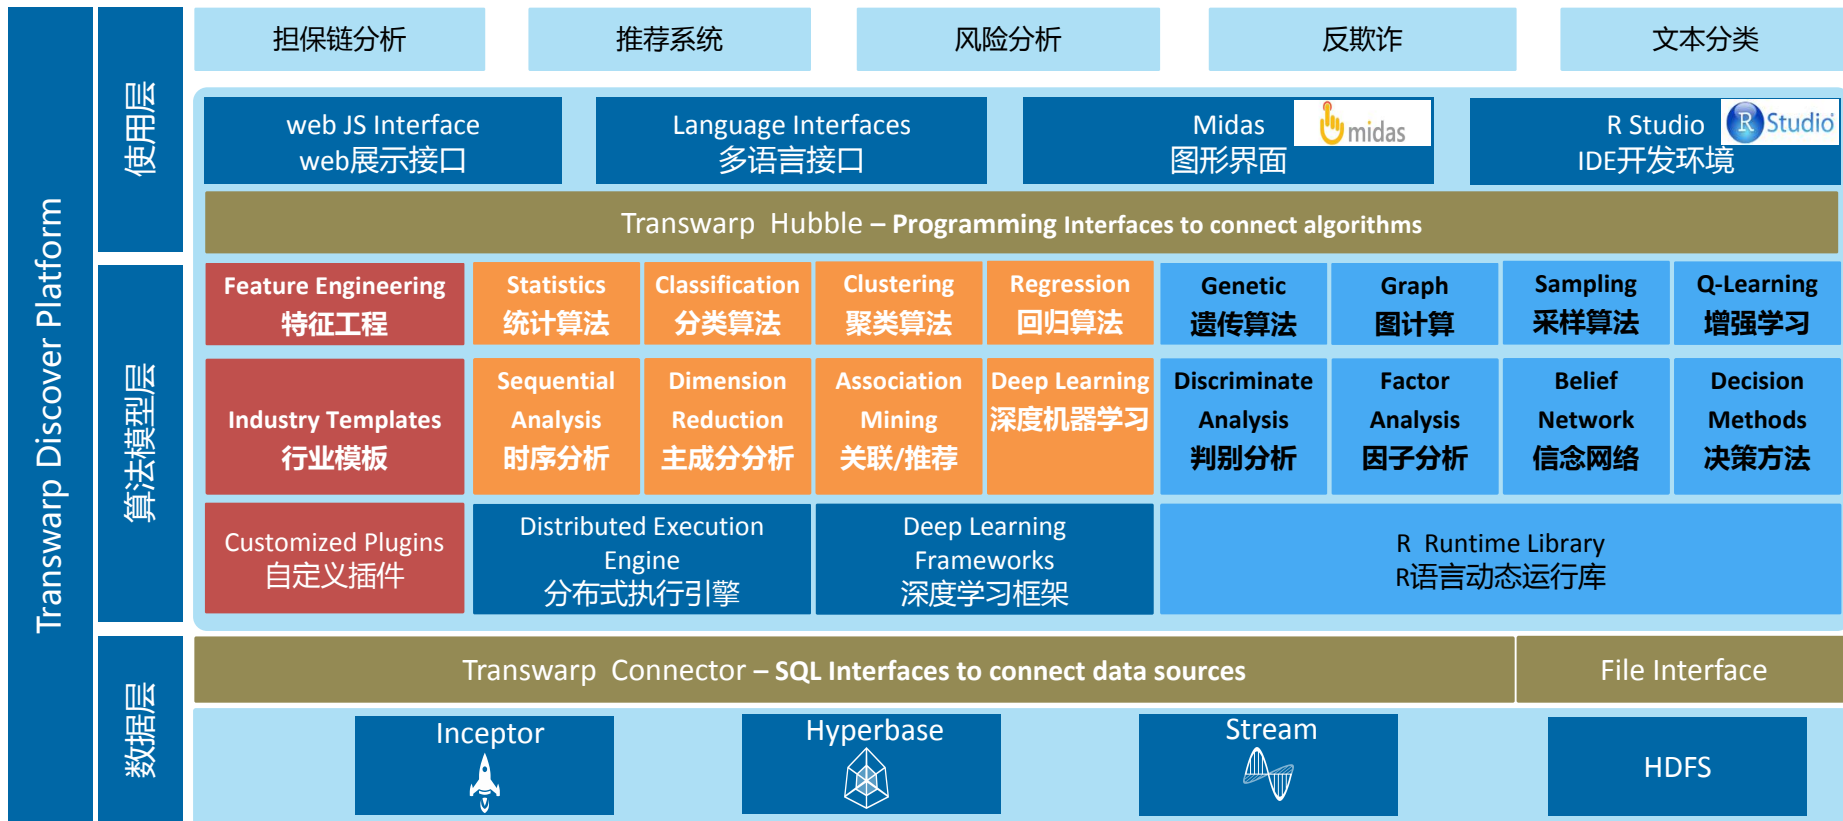 Transwarp Discover Platform
使用层
担保链分析
推荐系统
风险分析
反欺诈
文本分类
web JS Interface
web展示接口
Language Interfaces
多语言接口
Midas
图形界面
midas
R Studio
IDE开发环境
R Studio
Transwarp Hubble – Programming Interfaces to connect algorithms
算法模型层
Feature Engineering
特征工程
Statistics
统计算法
Classification
分类算法
Clustering
聚类算法
Regression
回归算法
Genetic
遗传算法
Graph
图计算
Sampling
采样算法
Q-Learning
增强学习
Industry Templates
行业模板
Sequential
Analysis
时序分析
Dimension
Reduction
主成分分析
Association
Mining
关联/推荐
Deep Learning
深度机器学习
Discriminate
Analysis
判别分析
Factor
Analysis
因子分析
Belief
Network
信念网络
Decision
Methods
决策方法
Customized Plugins
自定义插件
Distributed Execution
Engine
分布式执行引擎
Deep Learning
Frameworks
深度学习框架
R Runtime Library
R语言动态运行库
数据层
Transwarp Connector – SQL Interfaces to connect data sources
File Interface
Inceptor
Hyperbase
Stream
HDFS